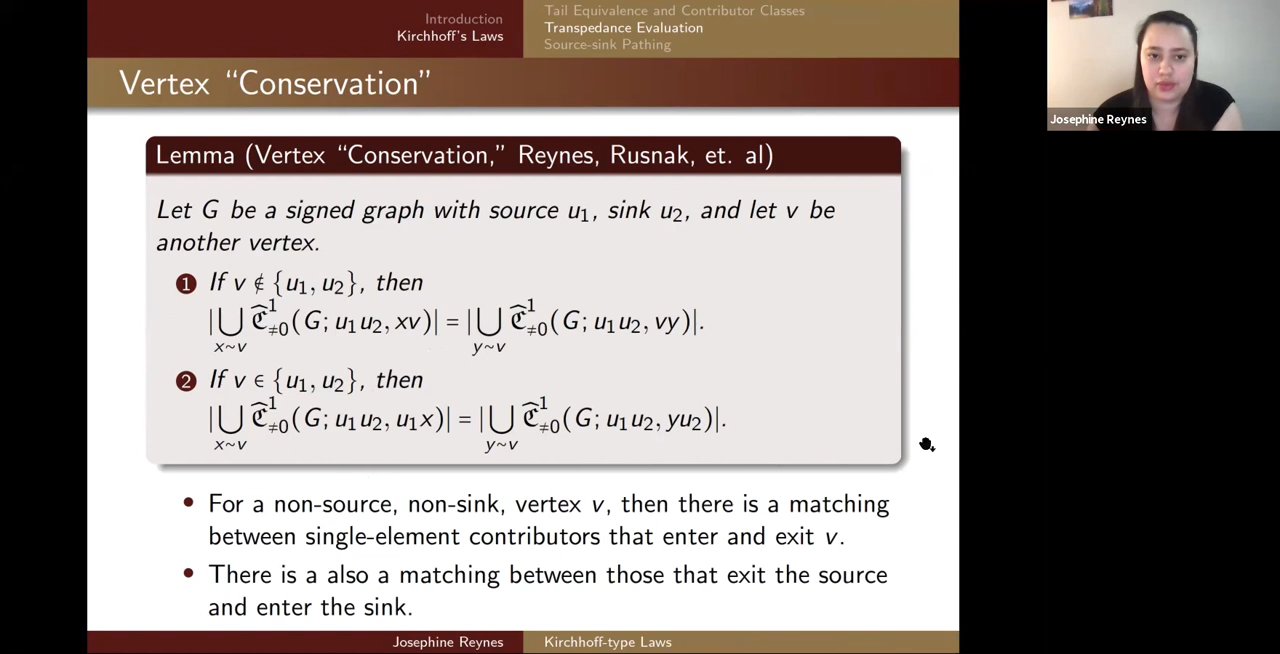 Introduction
Kirchhoff's Laws
Tail Equivalence and Contributor Classes
Transpedance Evaluation
Source-sink Pathing
Vertex “Conservation”
Lemma (Vertex “Conservation,” Reynes, Rusnak, et. al)
Let G be a signed graph with source u₁, sink u₂, and let v be
another vertex.
1 If v ∉ {u₁, u₂}, then
|⋃_{x~v} \widehat{ℭ}^1_{≠0}(G; u₁u₂, xv)| = |⋃_{y~v} \widehat{ℭ}^1_{≠0}(G; u₁u₂, vy)|.
2 If v ∈ {u₁, u₂}, then
|⋃_{x~v} \widehat{ℭ}^1_{≠0}(G; u₁u₂, u₁x)| = |⋃_{y~v} \widehat{ℭ}^1_{≠0}(G; u₁u₂, yu₂)|.
• For a non-source, non-sink, vertex v, then there is a matching
between single-element contributors that enter and exit v.
• There is a also a matching between those that exit the source
and enter the sink.
Josephine Reynes
Kirchhoff-type Laws
Josephine Reynes